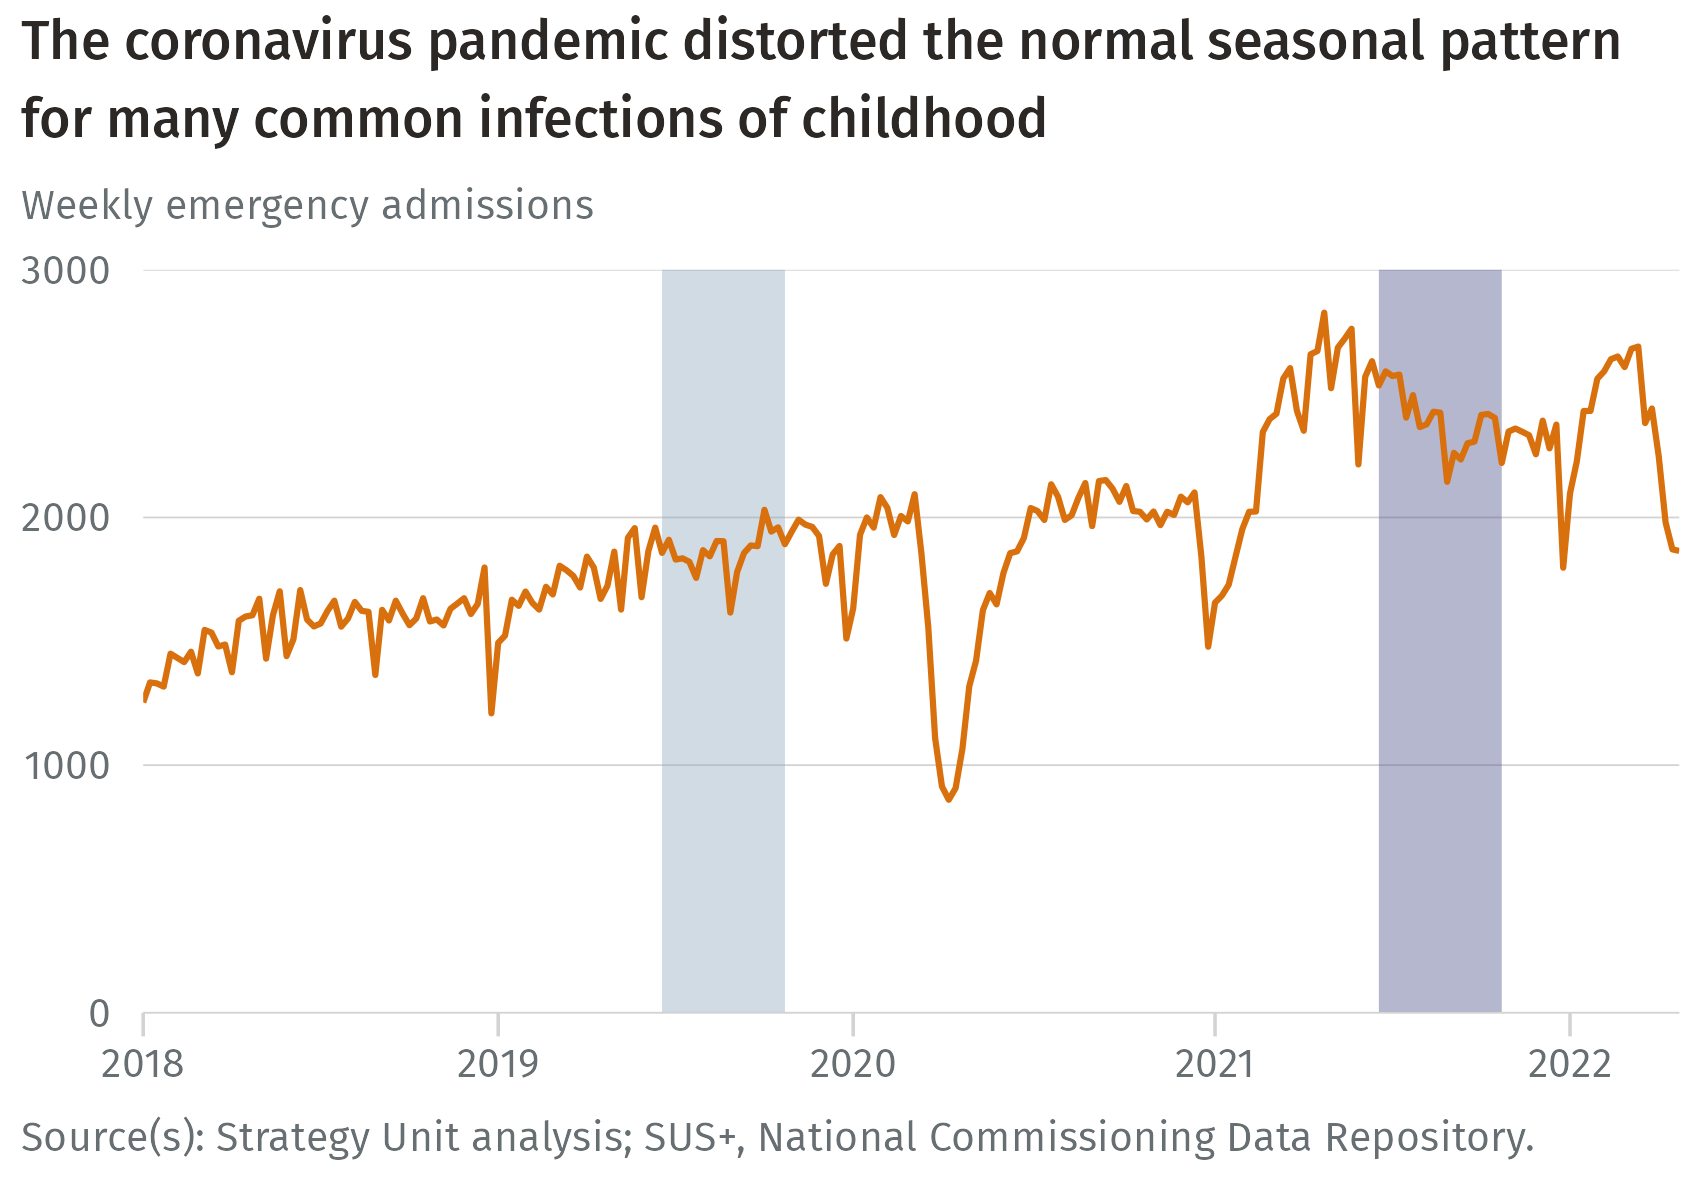 The coronavirus pandemic distorted the normal seasonal pattern
for many common infections of childhood
Weekly emergency admissions
3000
2000
1000
0
2018 2019 2020 2021 2022
Source(s): Strategy Unit analysis; SUS+, National Commissioning Data Repository.